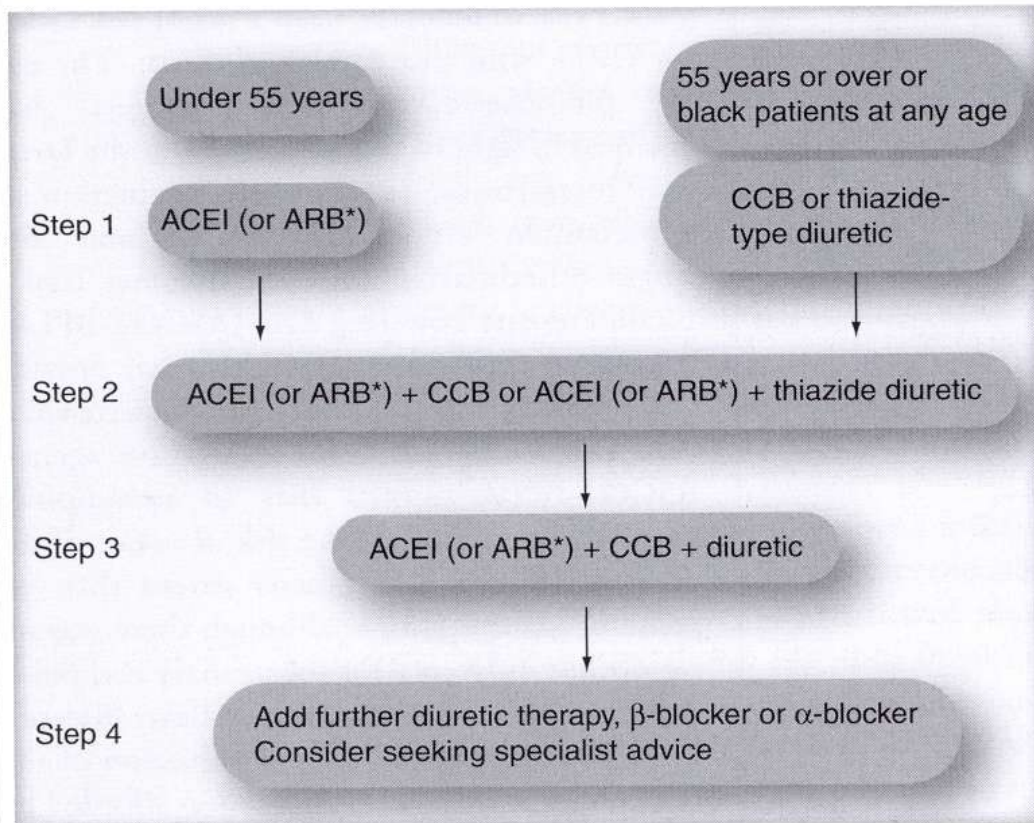 Under 55 years
55 years or over or
black patients at any age
Step 1
ACEI (or ARB*)
CCB or thiazide-
type diuretic
Step 2
ACEI (or ARB*) + CCB or ACEI (or ARB*) + thiazide diuretic
Step 3
ACEI (or ARB*) + CCB + diuretic
Step 4
Add further diuretic therapy, β-blocker or α-blocker
Consider seeking specialist advice